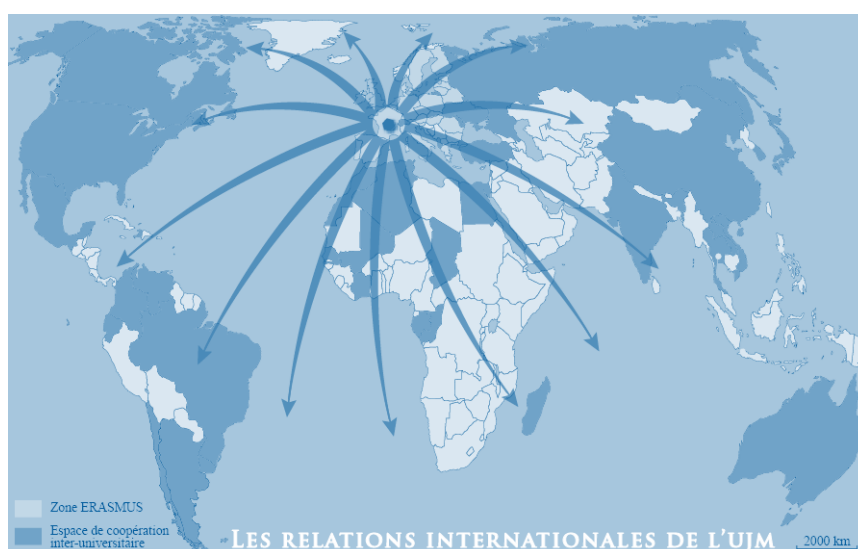 Zone ERASMUS
Espace de coopération
inter-universitaire
LES RELATIONS INTERNATIONALES DE L'UJM
2000 km